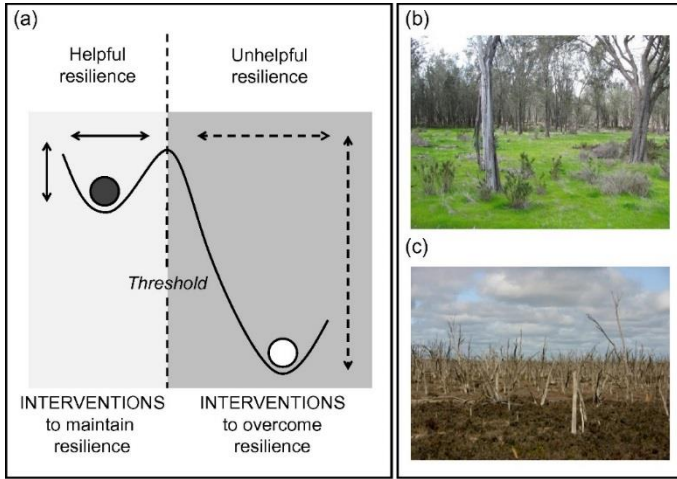 (a)
Helpful
resilience
Unhelpful
resilience
Threshold
INTERVENTIONS
to maintain
resilience
INTERVENTIONS
to overcome
resilience
(b)
(c)